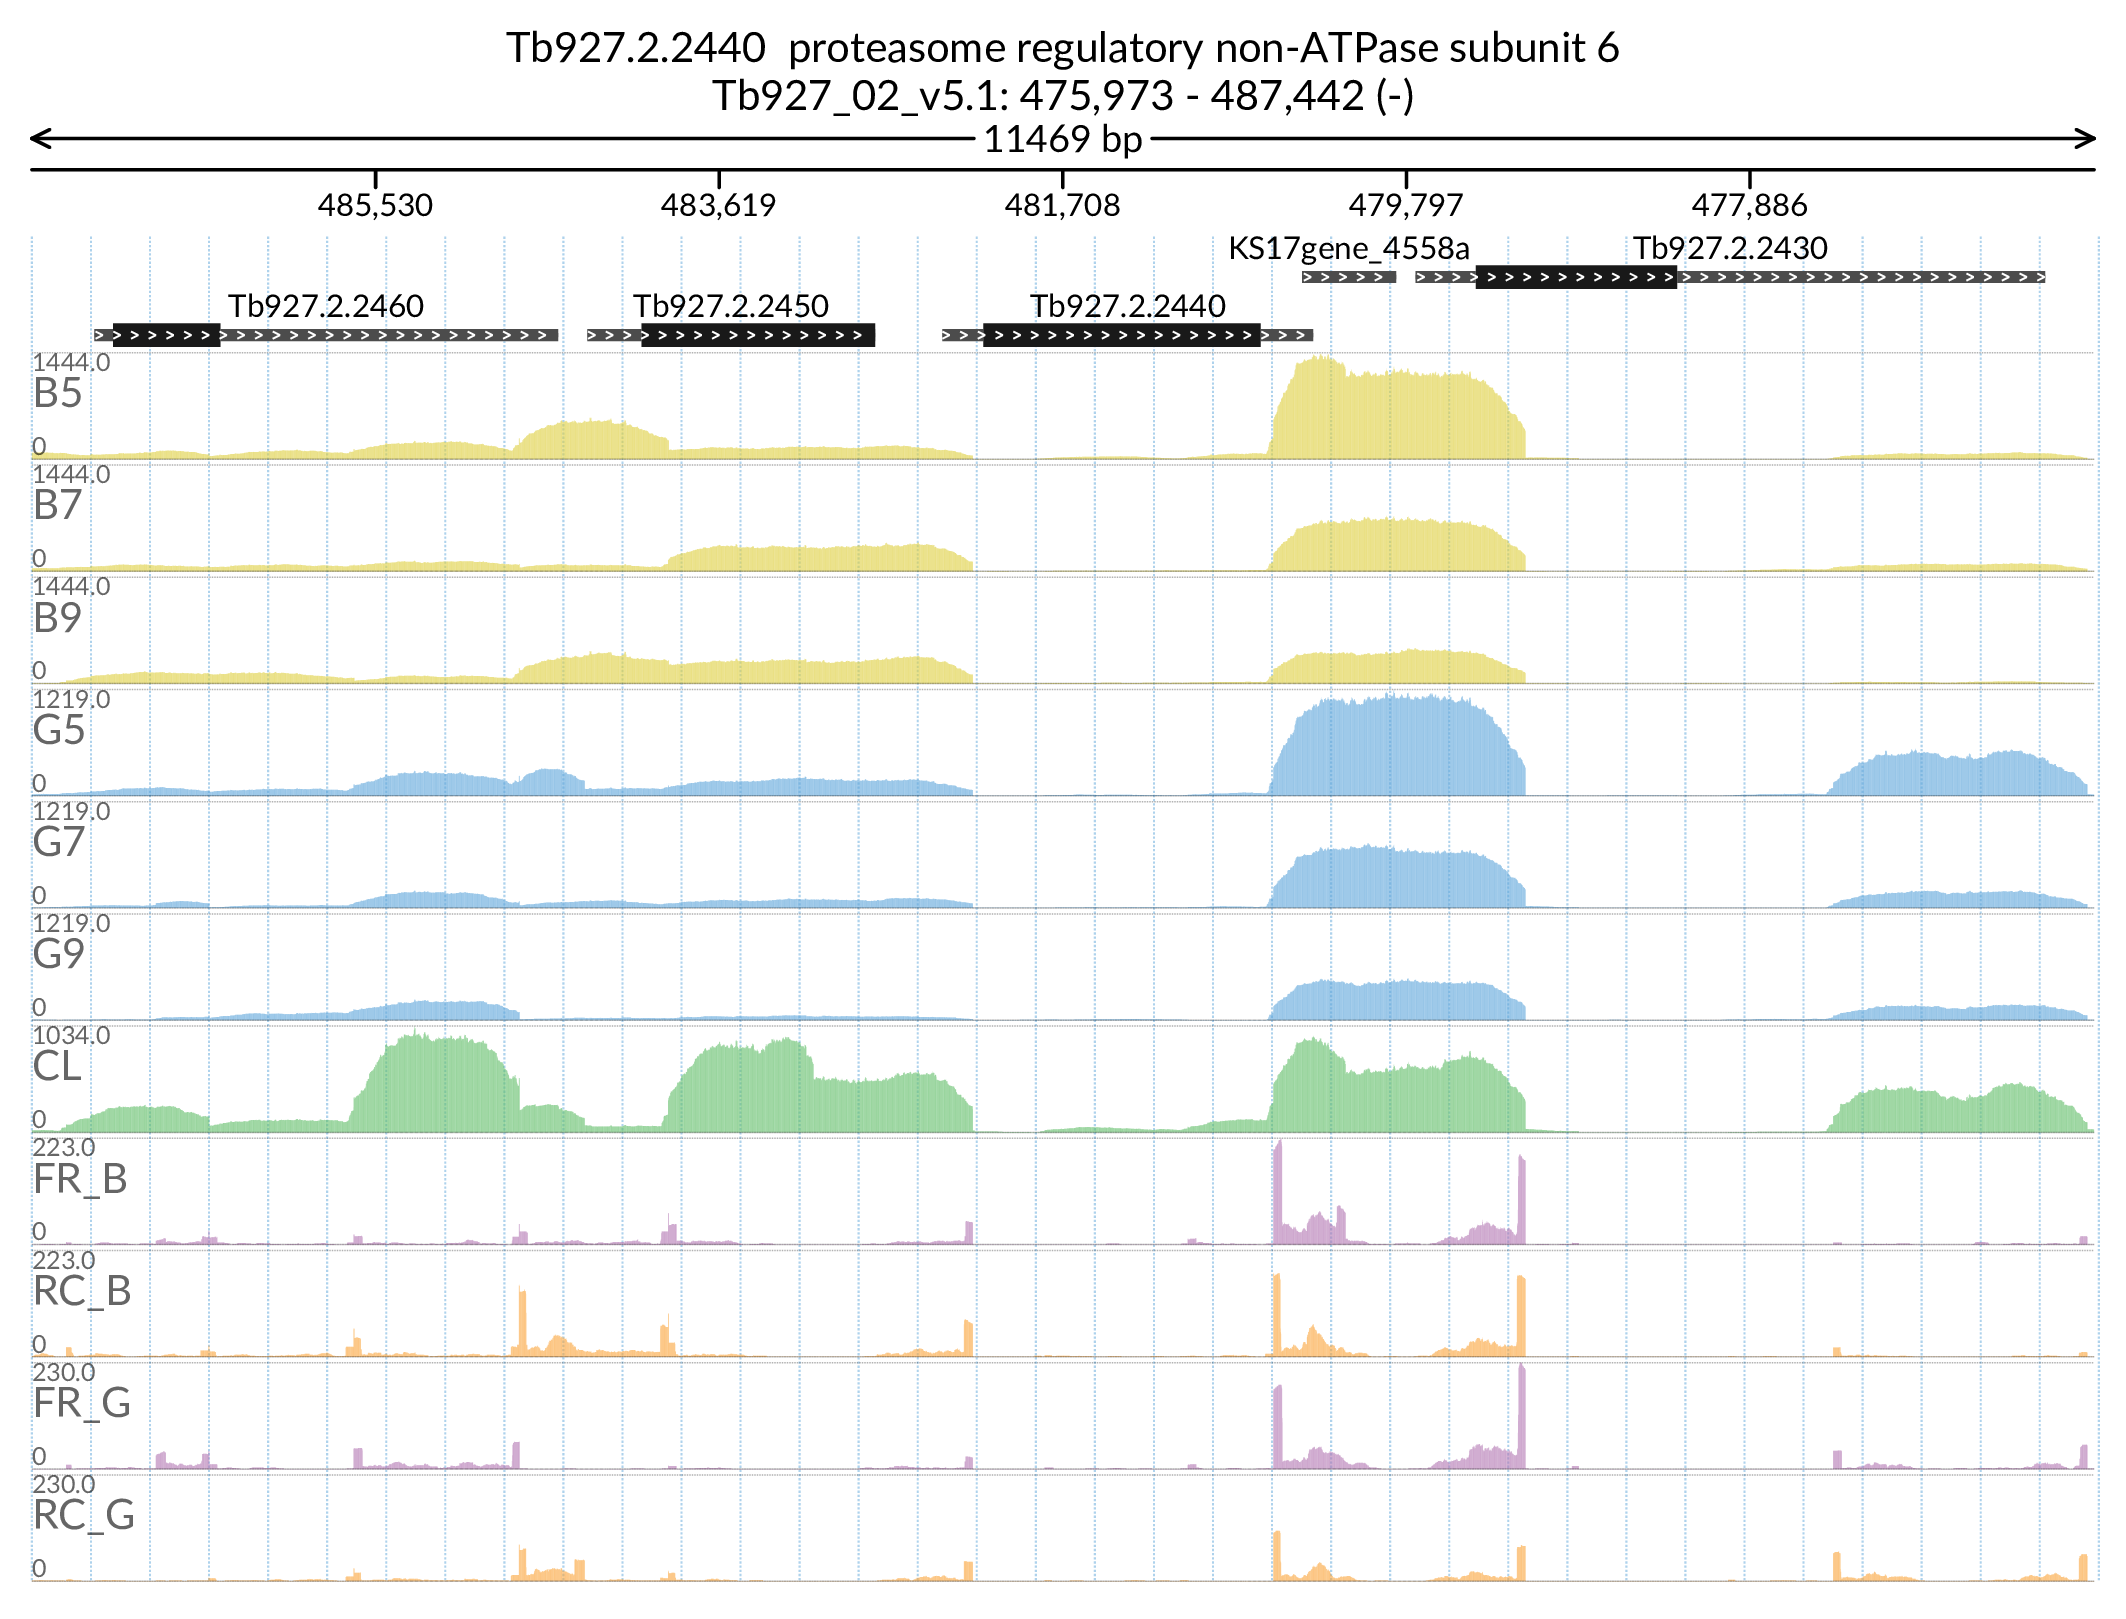 Tb927.2.2440  proteasome regulatory non-ATPase subunit 6
Tb927_02_v5.1: 475,973 - 487,442 (-)
11469 bp
485,530 483,619 481,708 479,797 477,886
KS17gene_4558a Tb927.2.2430
Tb927.2.2460 Tb927.2.2450 Tb927.2.2440
1444.0
B5
0
1444.0
B7
0
1444.0
B9
0
1219.0
G5
0
1219.0
G7
0
1219.0
G9
0
1034.0
CL
0
223.0
FR_B
0
223.0
RC_B
0
230.0
FR_G
0
230.0
RC_G
0